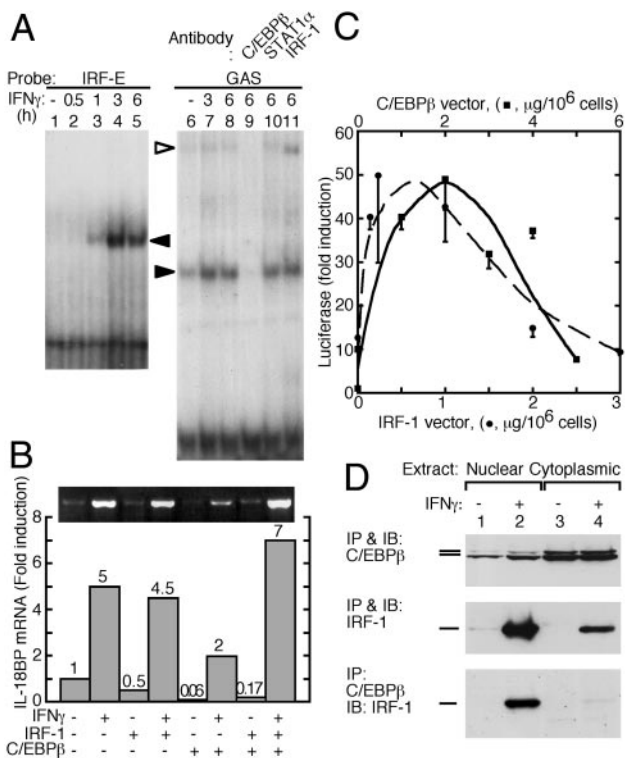 A
Antibody
:
C/EBPβ
STAT1α
IRF-1
Probe: IRF-E GAS
IFNγ: - 0.5 1 3 6 - 3 6 6 6 6
(h) 1 2 3 4 5 6 7 8 9 10 11
B
IL-18BP mRNA (Fold induction)
8
6
4
2
0
1 5 0.5 4.5 0.06 2 0.17 7
IFNγ - + - + - + - +
IRF-1 - - + + - - + +
C/EBPβ - - - - + + + +
C
C/EBPβ vector, (■, μg/10⁶ cells)
0 2 4 6
Luciferase (fold induction)
60
50
40
30
20
10
0
0 1 2 3
IRF-1 vector, (●, μg/10⁶ cells)
D
Extract: Nuclear Cytoplasmic
IFNγ: - + - +
1 2 3 4
IP & IB:
C/EBPβ
IP & IB:
IRF-1
IP:
C/EBPβ
IB: IRF-1